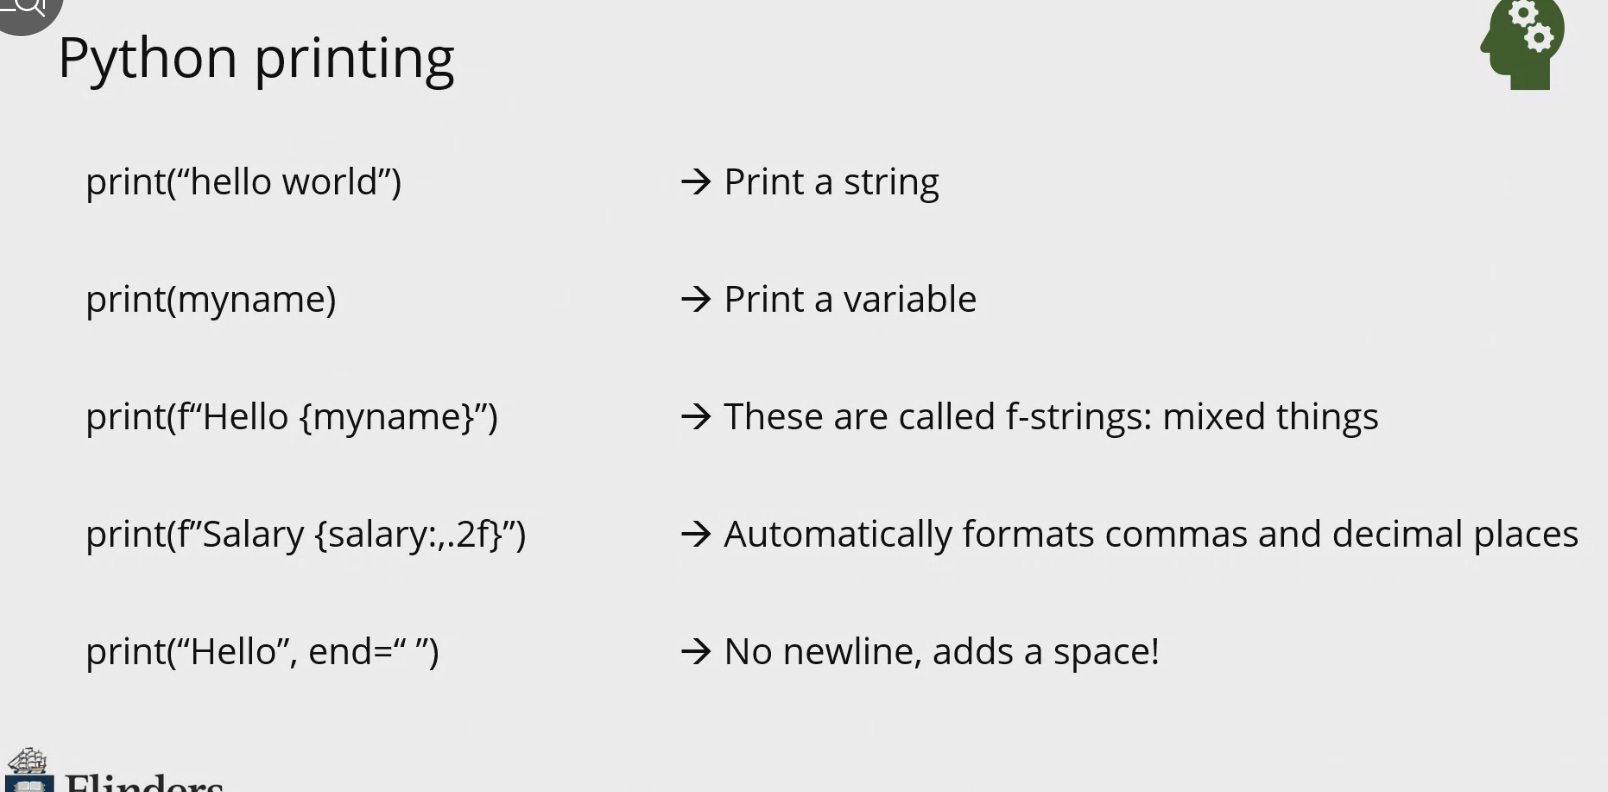 Python printing
print(“hello world”) → Print a string
print(myname) → Print a variable
print(f“Hello {myname}”) → These are called f-strings: mixed things
print(f”Salary {salary:,.2f}”) → Automatically formats commas and decimal places
print(“Hello”, end=“ ”) → No newline, adds a space!
Flinders